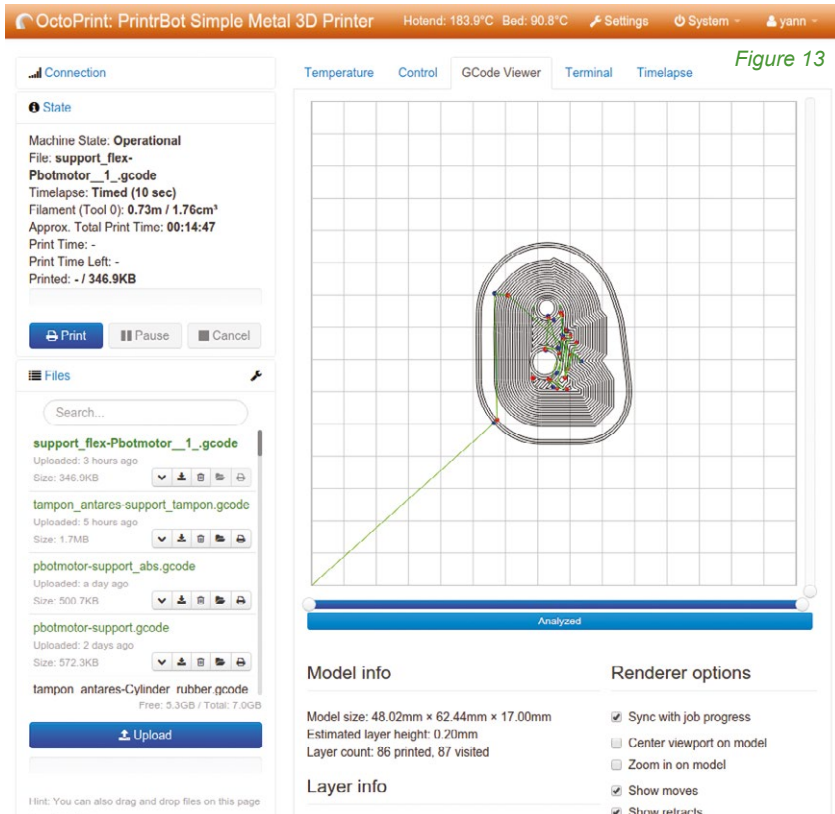 OctoPrint: PrintrBot Simple Metal 3D Printer
Hotend: 183.9°C Bed: 90.8°C
Settings
System
yann
Figure 13
Connection
State
Machine State: Operational
File: support_flex-
Pbotmotor__1_.gcode
Timelapse: Timed (10 sec)
Filament (Tool 0): 0.73m / 1.76cm³
Approx. Total Print Time: 00:14:47
Print Time: -
Print Time Left: -
Printed: - / 346.9KB
Print
Pause
Cancel
Files
Search...
support_flex-Pbotmotor__1_.gcode
Uploaded: 3 hours ago
Size: 346.9KB
tampon_antares-support_tampon.gcode
Uploaded: 5 hours ago
Size: 1.7MB
pbotmotor-support_abs.gcode
Uploaded: a day ago
Size: 500.7KB
pbotmotor-support.gcode
Uploaded: 2 days ago
Size: 572.3KB
tampon_antares-Cylinder_rubber.gcode
Free: 5.3GB / Total: 7.0GB
Upload
Hint: You can also drag and drop files on this page
Temperature
Control
GCode Viewer
Terminal
Timelapse
Analyzed
Model info
Model size: 48.02mm × 62.44mm × 17.00mm
Estimated layer height: 0.20mm
Layer count: 86 printed, 87 visited
Layer info
Renderer options
Sync with job progress
Center viewport on model
Zoom in on model
Show moves
Show retracts